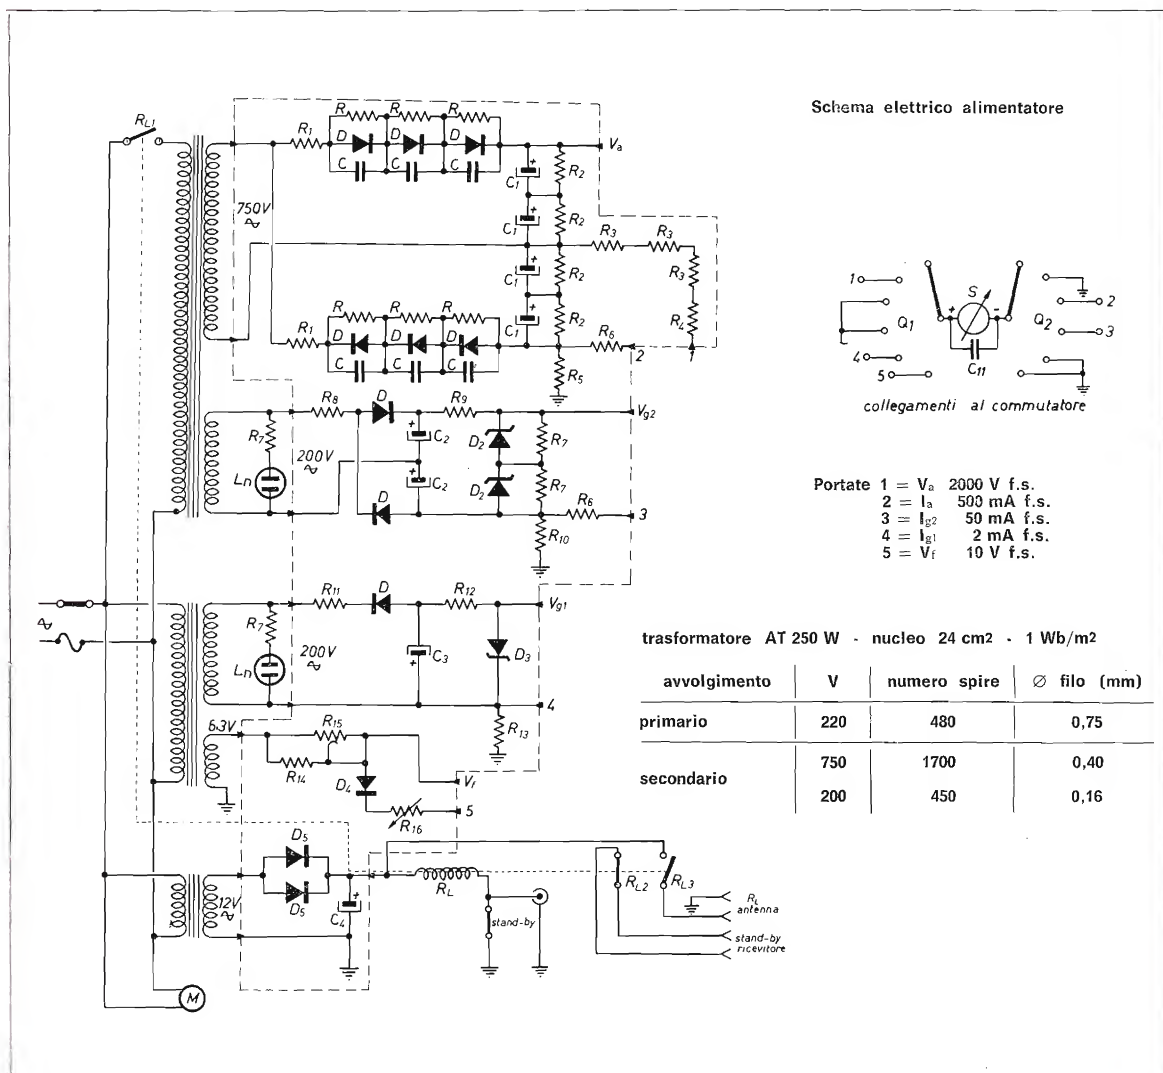 Schema elettrico alimentatore
RL1
R1
R R R
D D D
C C C
Va
C1
R2
750V
C1
R2
R3
R3
R3
C1
R2
R4
C1
R2
R R R
R1
D D D
C C C
R6
2
1
R5
1
2
3
4
5
S
+ -
Q1
Q2
C11
collegamenti al commutatore
R8
D
R9
Vg2
R7
200V
Ln
C2
D2
R7
C2
D2
R7
D
R6
3
R10
Portate 1 = Va 2000 V f.s.
2 = Ia 500 mA f.s.
3 = Ig2 50 mA f.s.
4 = Ig1 2 mA f.s.
5 = Vf 10 V f.s.
R11
D
R12
Vg1
R7
200V
Ln
C3
D3
4
R13
6.3V
R15
R14
D4
Vf
5
R16
trasformatore AT 250 W - nucleo 24 cm2 - 1 Wb/m2
avvolgimento V numero spire Ø filo (mm)
primario 220 480 0,75
secondario 750 1700 0,40
200 450 0,16
D5
D5
12V
C4
RL
stand-by
RL2
RL3
RL
antenna
stand-by
ricevitore
M